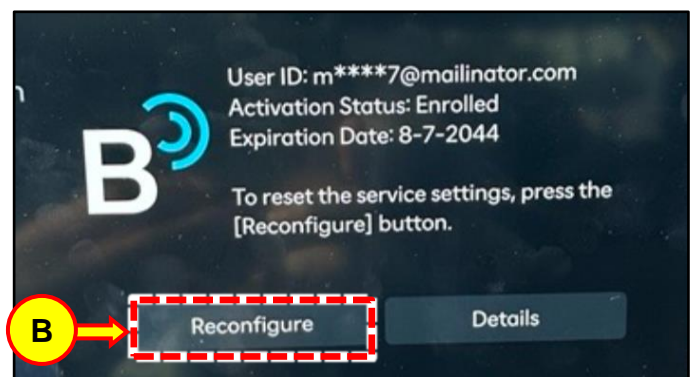 User ID: m****7@mailinator.com
Activation Status: Enrolled
Expiration Date: 8-7-2044
B
To reset the service settings, press the
[Reconfigure] button.
B
Reconfigure
Details